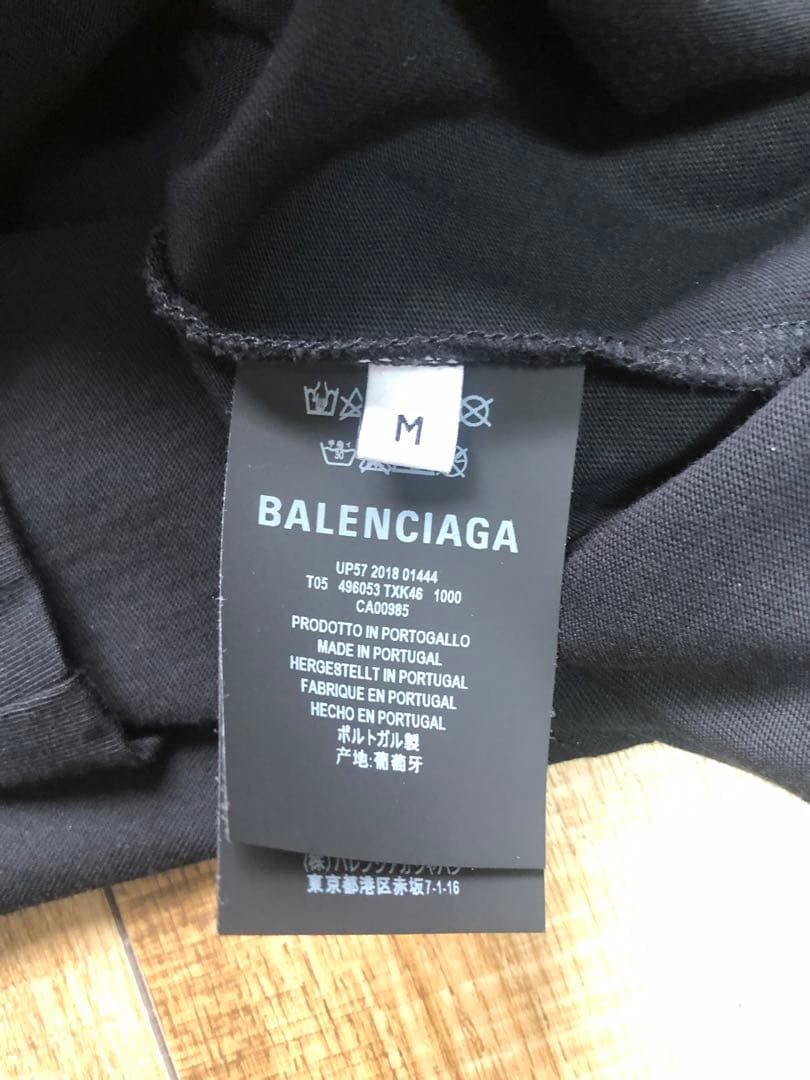 M
30
BALENCIAGA
UP57 2018 01444
T05 496053 TXK46 1000
CA00985
PRODOTTO IN PORTOGALLO
MADE IN PORTUGAL
HERGESTELLT IN PORTUGAL
FABRIQUE EN PORTUGAL
HECHO EN PORTUGAL
ポルトガル製
产地:葡萄牙
東京都港区赤坂7-1-16